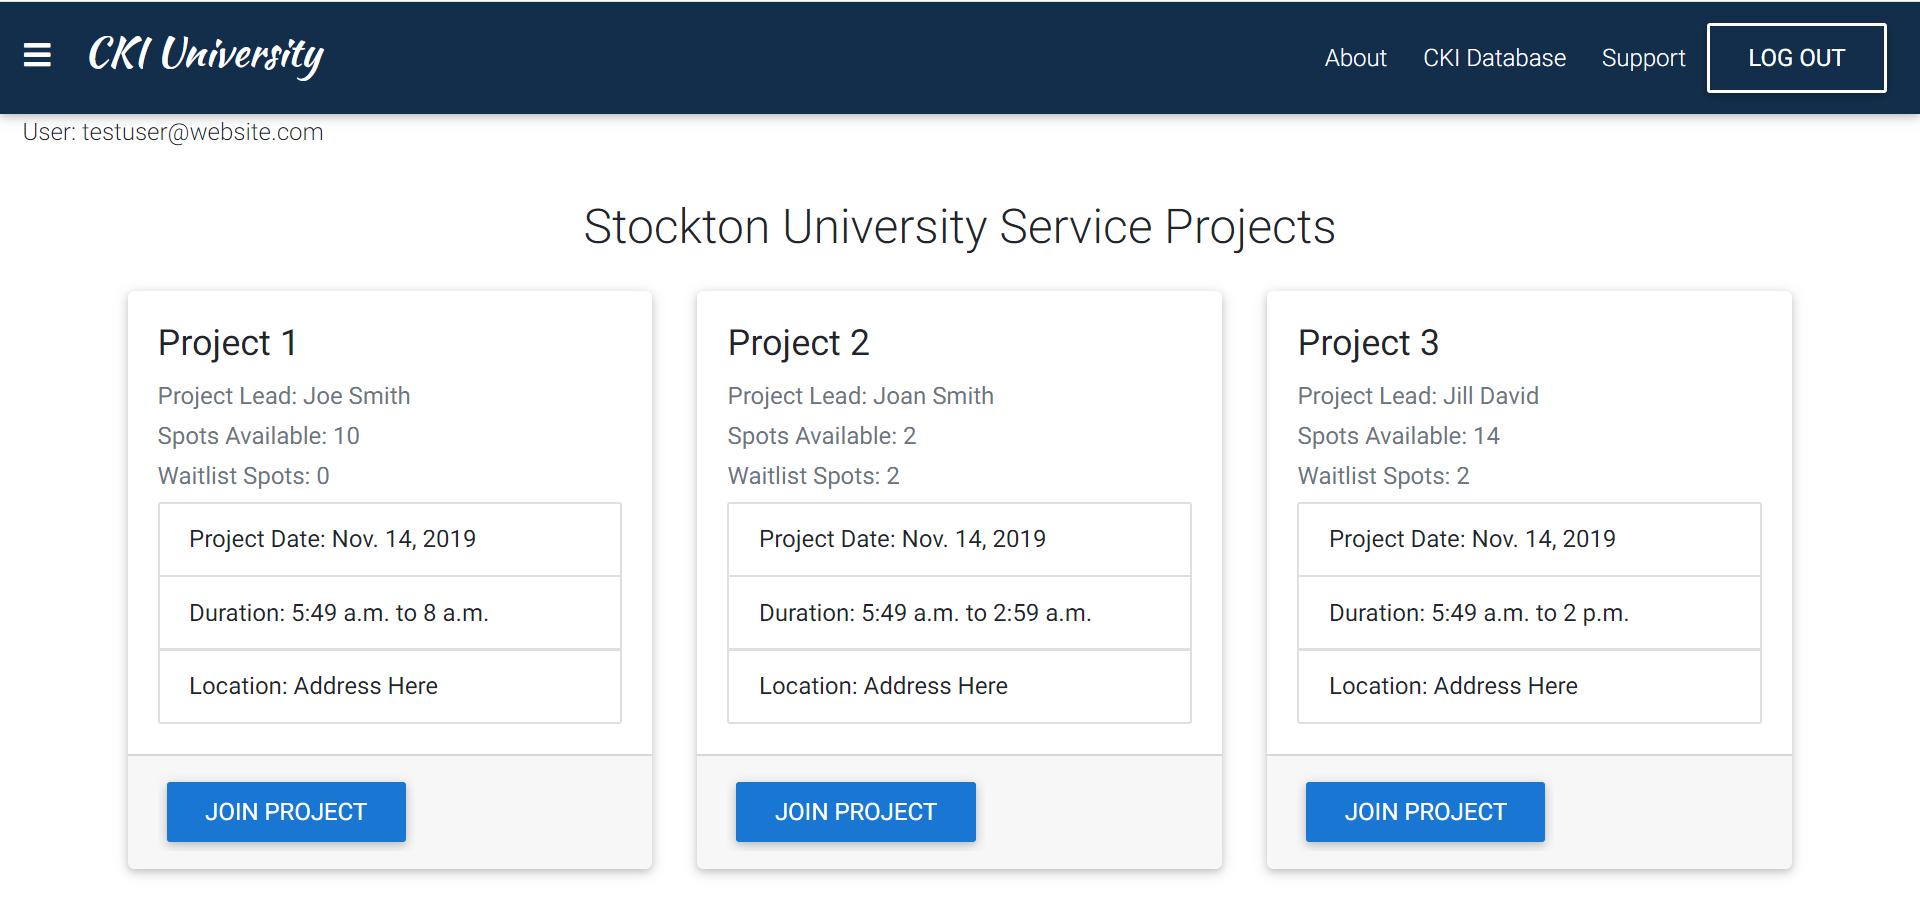 CKI University
About
CKI Database
Support
LOG OUT
User: testuser@website.com
Stockton University Service Projects
Project 1
Project Lead: Joe Smith
Spots Available: 10
Waitlist Spots: 0
Project Date: Nov. 14, 2019
Duration: 5:49 a.m. to 8 a.m.
Location: Address Here
JOIN PROJECT
Project 2
Project Lead: Joan Smith
Spots Available: 2
Waitlist Spots: 2
Project Date: Nov. 14, 2019
Duration: 5:49 a.m. to 2:59 a.m.
Location: Address Here
JOIN PROJECT
Project 3
Project Lead: Jill David
Spots Available: 14
Waitlist Spots: 2
Project Date: Nov. 14, 2019
Duration: 5:49 a.m. to 2 p.m.
Location: Address Here
JOIN PROJECT